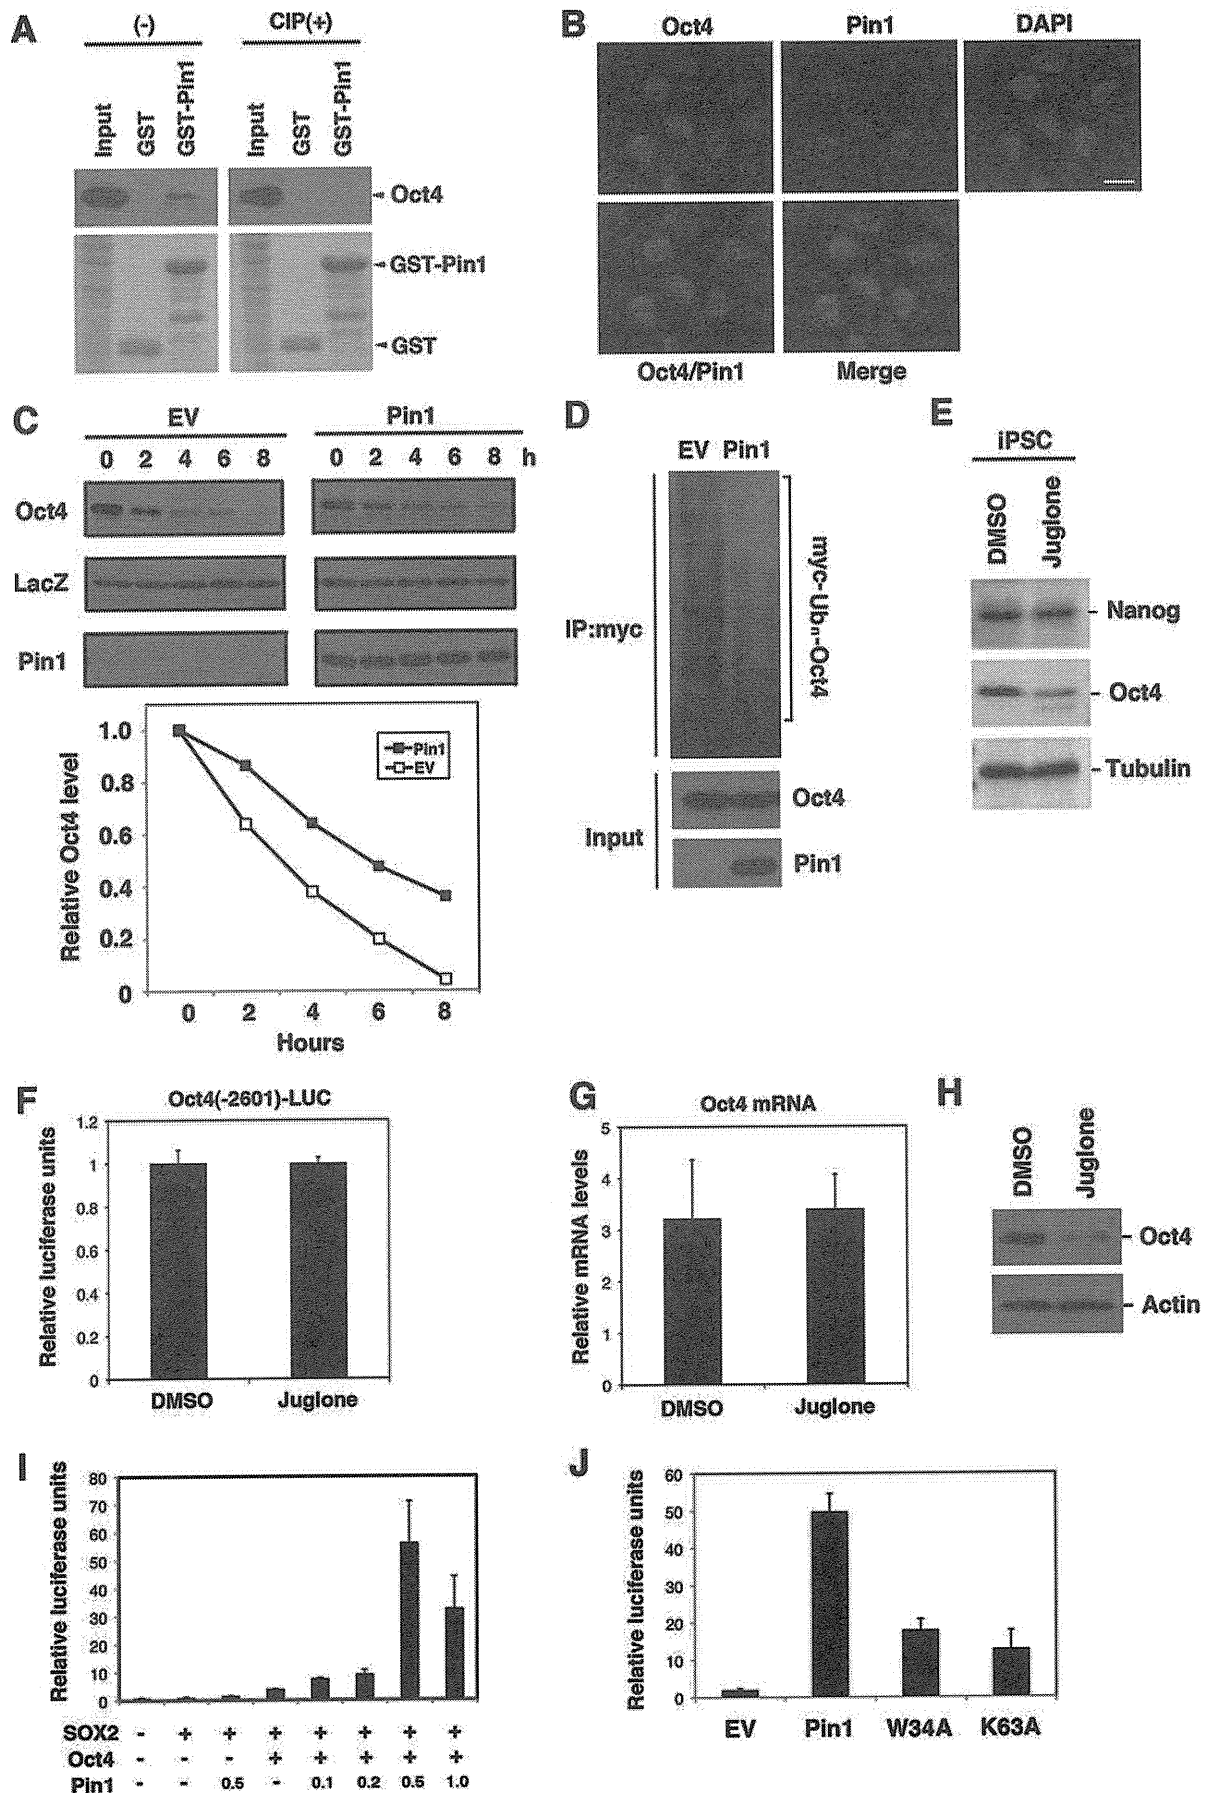 A
(-)
CIP(+)
Input
GST
GST-Pin1
Input
GST
GST-Pin1
Oct4
GST-Pin1
GST
B
Oct4
Pin1
DAPI
Oct4/Pin1
Merge
C
EV
Pin1
0 2 4 6 8
0 2 4 6 8 h
Oct4
LacZ
Pin1
Relative Oct4 level
1.0
0.8
0.6
0.4
0.2
0
Pin1
EV
0 2 4 6 8
Hours
D
EV Pin1
IP:myc
myc-Ubn-Oct4
Input
Oct4
Pin1
E
iPSC
DMSO
Juglone
Nanog
Oct4
Tubulin
F
Oct4(-2601)-LUC
Relative luciferase units
1.2
1
0.8
0.6
0.4
0.2
0
DMSO
Juglone
G
Oct4 mRNA
Relative mRNA levels
5
4
3
2
1
0
DMSO
Juglone
H
DMSO
Juglone
Oct4
Actin
I
Relative luciferase units
80
70
60
50
40
30
20
10
0
SOX2 - + + + + + + +
Oct4 - - - + + + + +
Pin1 - - 0.5 - 0.1 0.2 0.5 1.0
J
Relative luciferase units
60
50
40
30
20
10
0
EV
Pin1
W34A
K63A